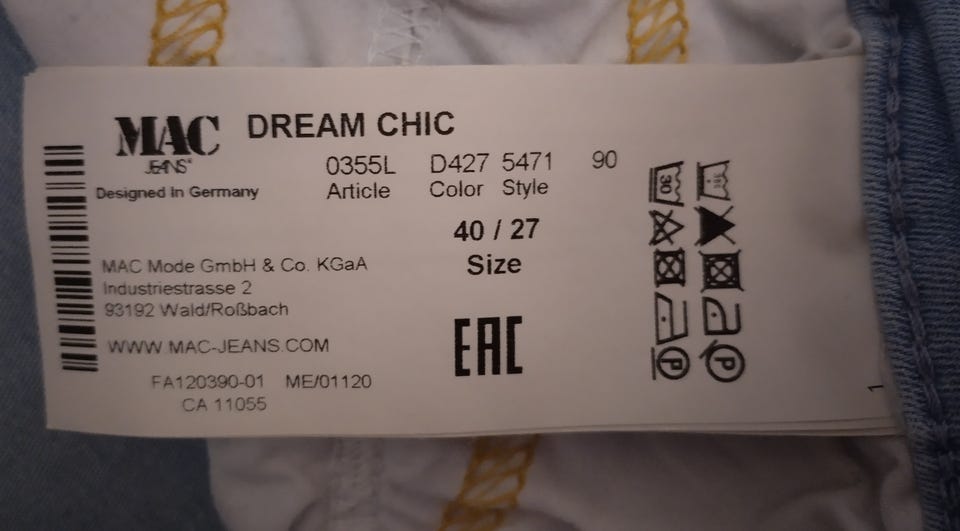 MAC DREAM CHIC
JEANS
0355L D427 5471 90
Article Color Style
Designed In Germany
40 / 27
Size
MAC Mode GmbH & Co. KGaA
Industriestrasse 2
93192 Wald/Roßbach
WWW.MAC-JEANS.COM
EAC
FA120390-01 ME/01120
CA 11055
30
P P
1